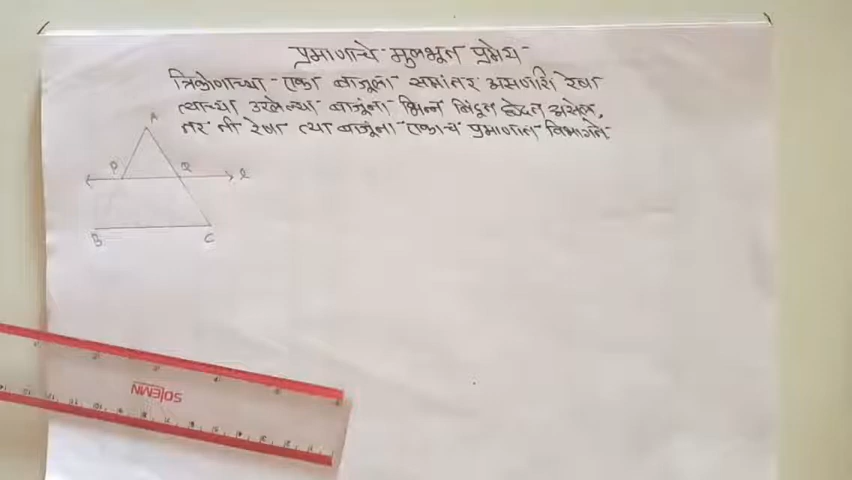 प्रमाणाचे मुलभूत प्रमेय
त्रिकोणाच्या एका बाजूला समांतर असणारी रेषा
त्याच्या उरलेल्या बाजूंना भिन्न बिंदूत छेदत असेल,
तर ती रेषा त्या बाजूंना एकाच प्रमाणात विभागते
A
P Q l
B C
SOLEMN